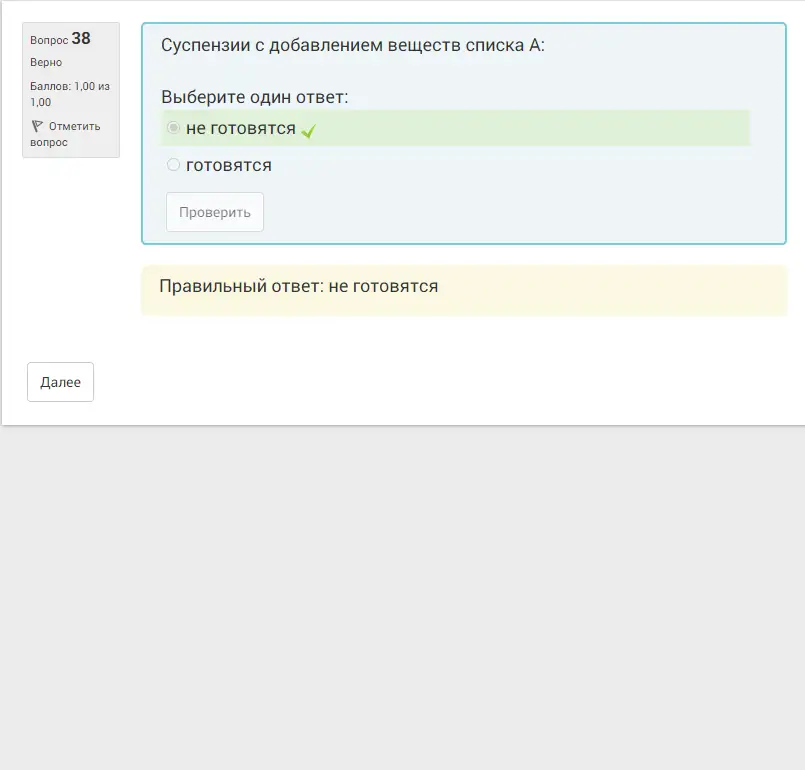 Вопрос 38
Верно
Баллов: 1,00 из
1,00
Отметить
вопрос
Суспензии с добавлением веществ списка А:
Выберите один ответ:
не готовятся
готовятся
Проверить
Правильный ответ: не готовятся
Далее